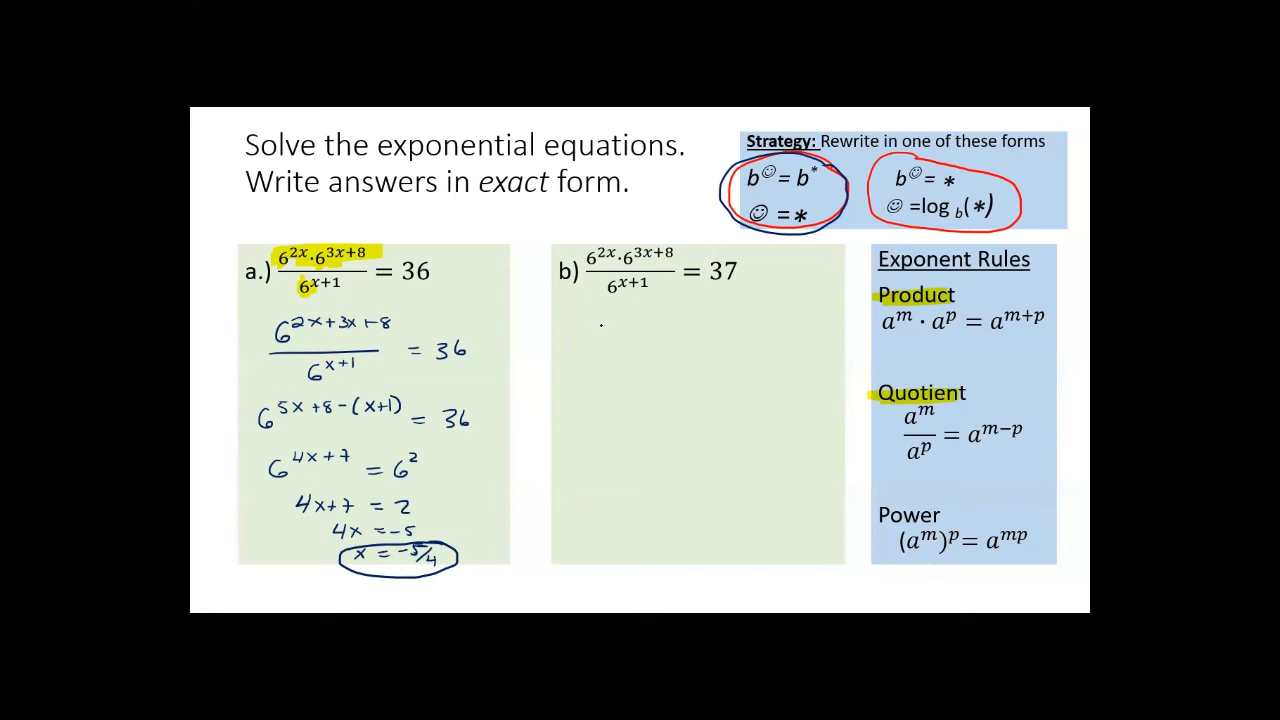 Solve the exponential equations.
Write answers in exact form.
Strategy: Rewrite in one of these forms
b^☺ = b^*
☺ =*
b^☺ = *
☺ =log_b(*)
a.) (6^(2x)·6^(3x+8))/(6^(x+1)) = 36
6^(2x+3x+8)/6^(x+1) = 36
6^(5x+8-(x+1)) = 36
6^(4x+7) = 6^2
4x+7 = 2
4x = -5
x = -5/4
b) (6^(2x)·6^(3x+8))/(6^(x+1)) = 37
Exponent Rules
Product
a^m · a^p = a^(m+p)
Quotient
a^m/a^p = a^(m-p)
Power
(a^m)^p = a^(mp)